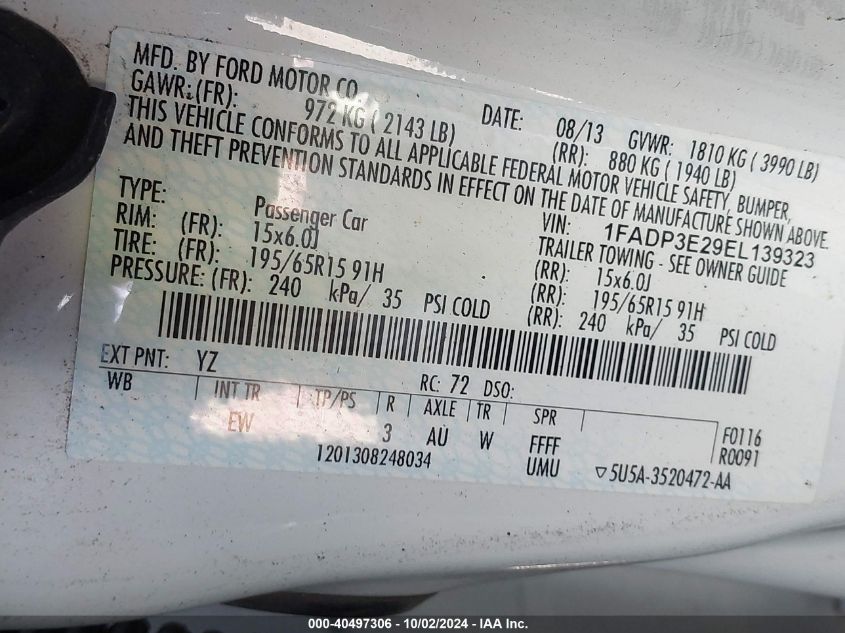 MFD. BY FORD MOTOR CO.
DATE: 08/13 GVWR: 1810 KG ( 3990 LB)
GAWR: (FR): 972 KG ( 2143 LB) (RR): 880 KG ( 1940 LB)
THIS VEHICLE CONFORMS TO ALL APPLICABLE FEDERAL MOTOR VEHICLE SAFETY, BUMPER,
AND THEFT PREVENTION STANDARDS IN EFFECT ON THE DATE OF MANUFACTURE SHOWN ABOVE.
VIN: 1FADP3E29EL139323
TYPE: Passenger Car TRAILER TOWING - SEE OWNER GUIDE
RIM: (FR): 15x6.0J (RR): 15x6.0J
TIRE: (FR): 195/65R15 91H (RR): 195/65R15 91H
PRESSURE: (FR): 240 kPa/ 35 PSI COLD (RR): 240 kPa/ 35 PSI COLD
EXT PNT: YZ RC: 72 DSO:
WB INT TR TP/PS R AXLE TR SPR
EW 3 AU W FFFF F0116
UMU R0091
1201308248034 5U5A-3520472-AA
000-40497306 - 10/02/2024 - IAA Inc.